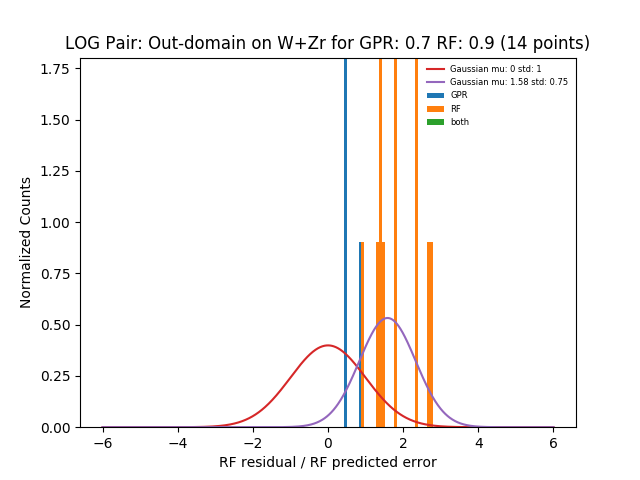 LOG Pair: Out-domain on W+Zr for GPR: 0.7 RF: 0.9 (14 points)
Normalized Counts
1.75
1.50
1.25
1.00
0.75
0.50
0.25
0.00
Gaussian mu: 0 std: 1
Gaussian mu: 1.58 std: 0.75
GPR
RF
both
−6 −4 −2 0 2 4 6
RF residual / RF predicted error